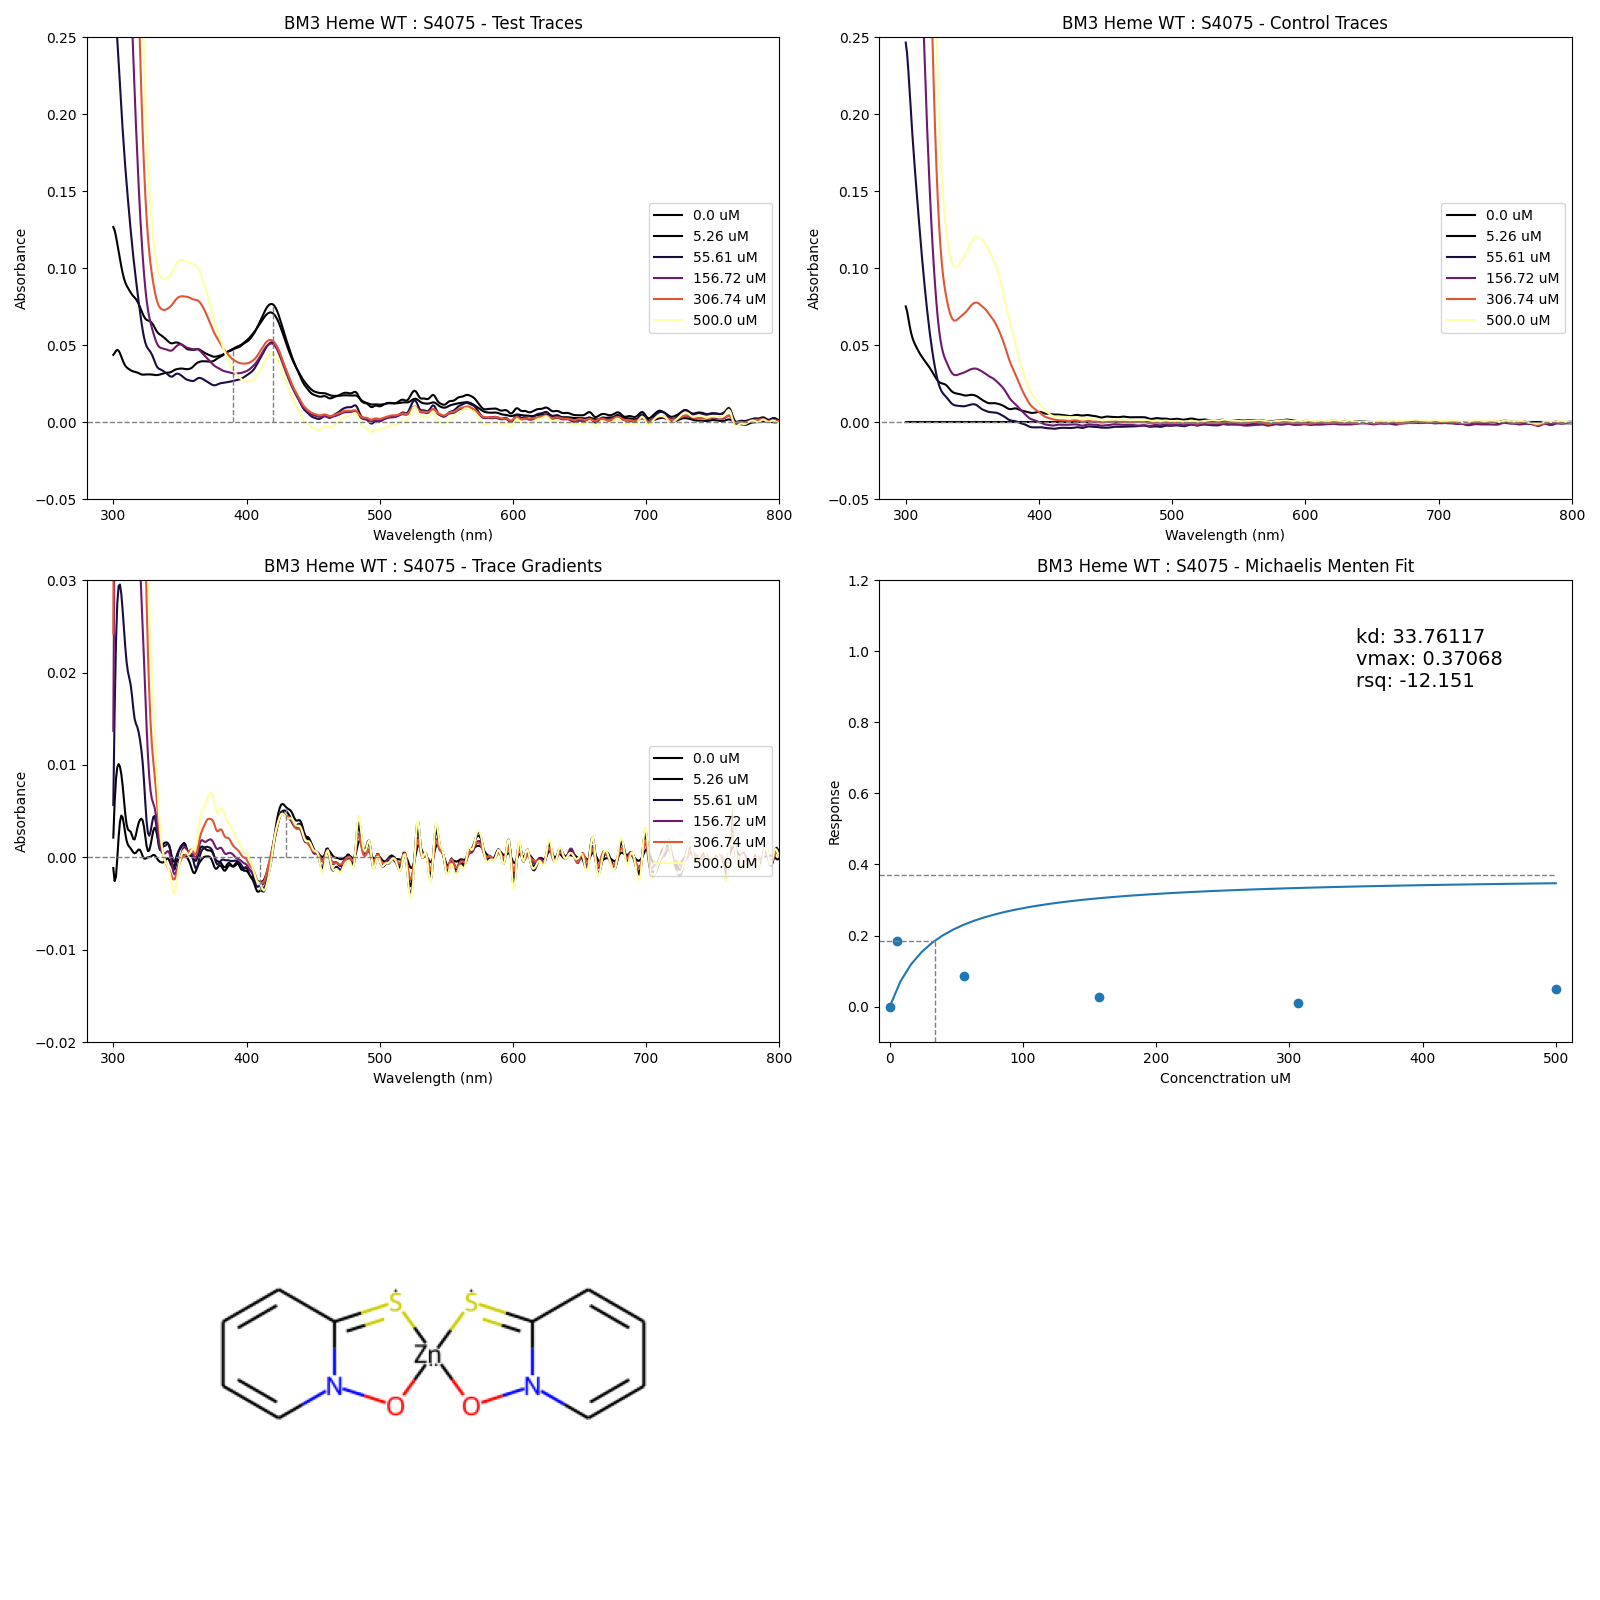 BM3 Heme WT : S4075 - Test Traces
0.25
0.20
0.15
0.10
0.05
0.00
−0.05
Absorbance
300 400 500 600 700 800
Wavelength (nm)
0.0 uM
5.26 uM
55.61 uM
156.72 uM
306.74 uM
500.0 uM
BM3 Heme WT : S4075 - Control Traces
0.25
0.20
0.15
0.10
0.05
0.00
−0.05
Absorbance
300 400 500 600 700 800
Wavelength (nm)
0.0 uM
5.26 uM
55.61 uM
156.72 uM
306.74 uM
500.0 uM
BM3 Heme WT : S4075 - Trace Gradients
0.03
0.02
0.01
0.00
−0.01
−0.02
Absorbance
300 400 500 600 700 800
Wavelength (nm)
0.0 uM
5.26 uM
55.61 uM
156.72 uM
306.74 uM
500.0 uM
BM3 Heme WT : S4075 - Michaelis Menten Fit
1.2
1.0
0.8
0.6
0.4
0.2
0.0
Response
kd: 33.76117
vmax: 0.37068
rsq: -12.151
0 100 200 300 400 500
Concenctration uM
S S
Zn
N O O N